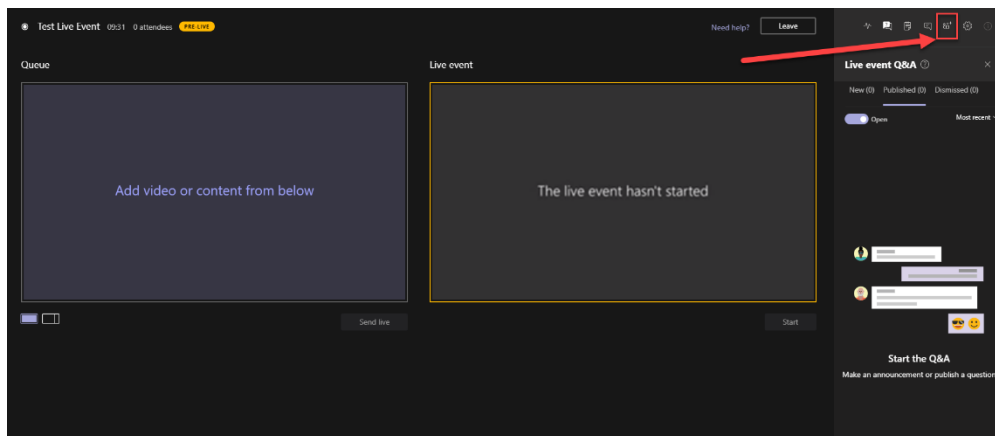 Test Live Event 09:31 0 attendees PRE LIVE
Need help? Leave
Queue
Live event
Live event Q&A
New (0) Published (0) Dismissed (0)
Open Most recent
Add video or content from below
The live event hasn't started
Send live
Start
Start the Q&A
Make an announcement or publish a question